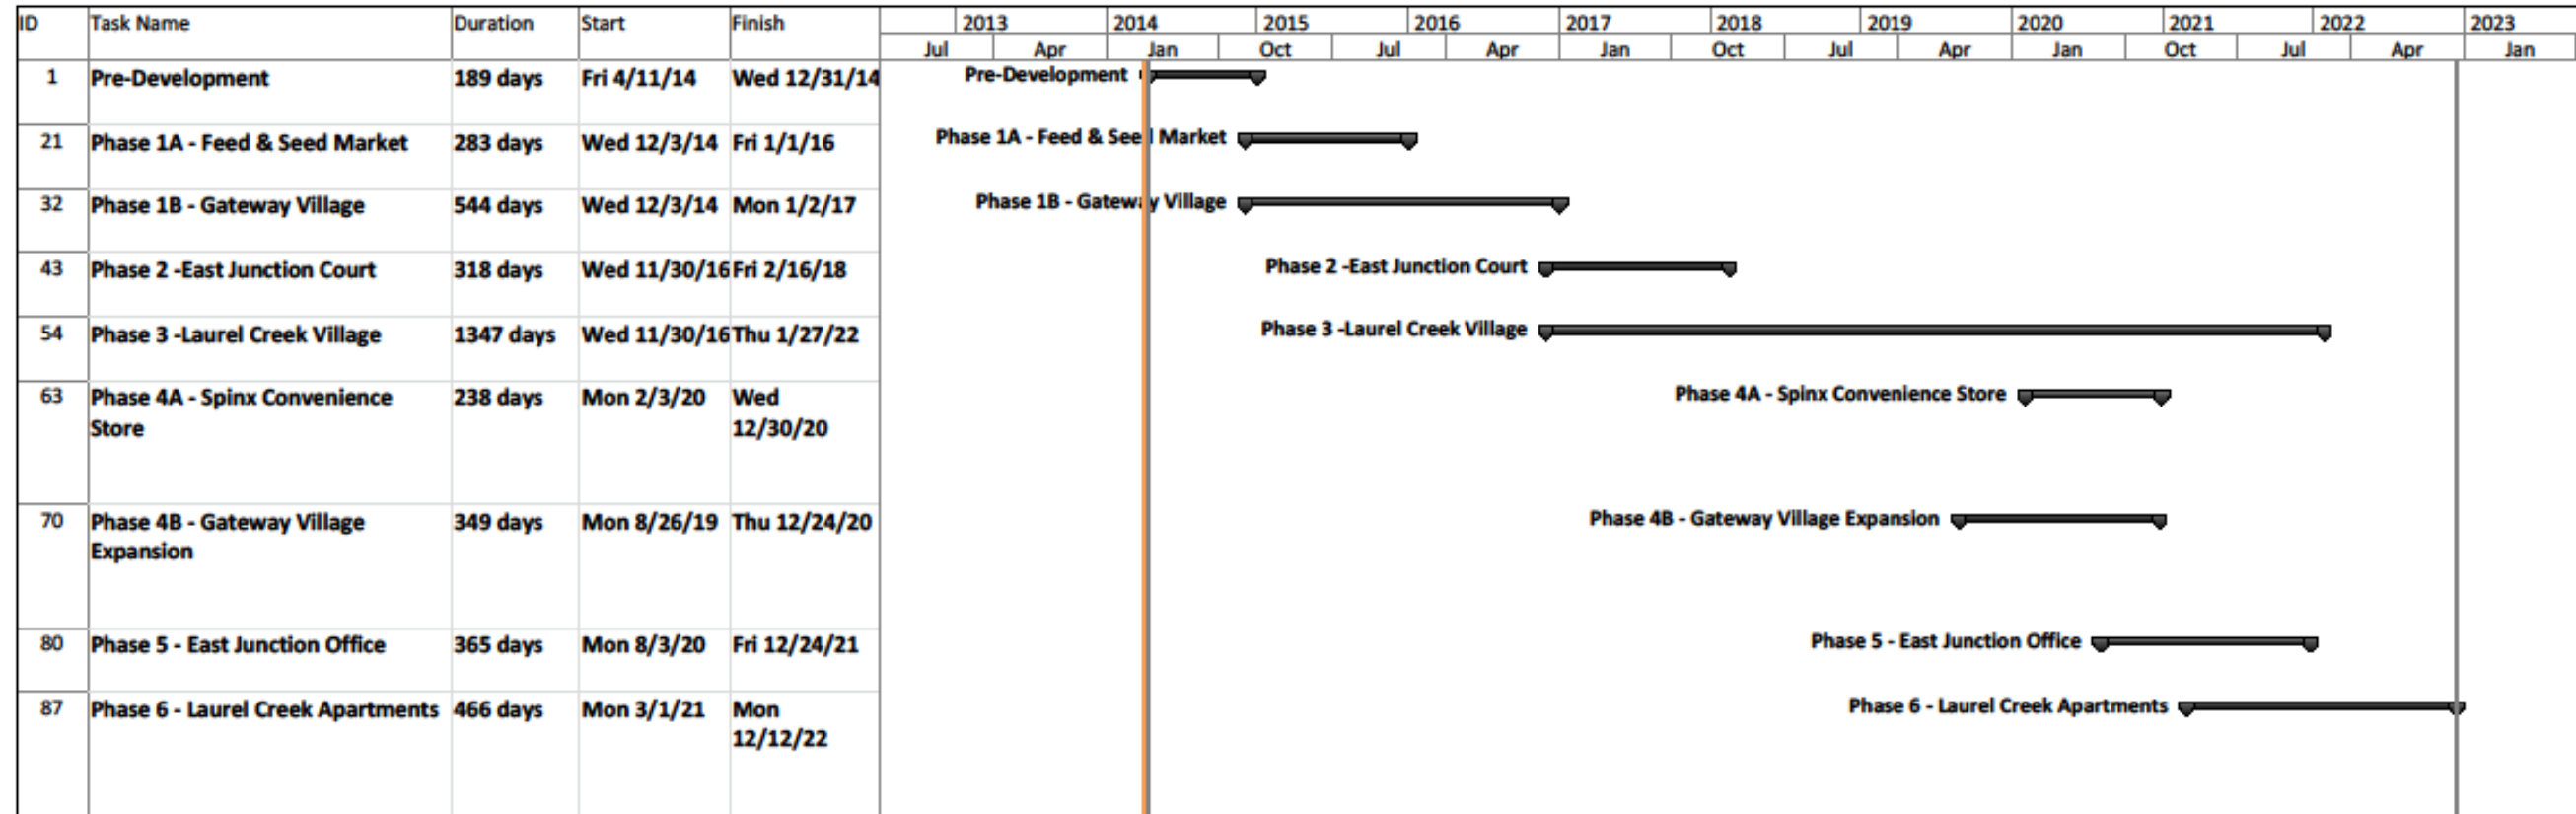 ID Task Name Duration Start Finish 2013 2014 2015 2016 2017 2018 2019 2020 2021 2022 2023
Jul Apr Jan Oct Jul Apr Jan Oct Jul Apr Jan Oct Jul Apr Jan
1 Pre-Development 189 days Fri 4/11/14 Wed 12/31/14 Pre-Development
21 Phase 1A - Feed & Seed Market 283 days Wed 12/3/14 Fri 1/1/16 Phase 1A - Feed & Seed Market
32 Phase 1B - Gateway Village 544 days Wed 12/3/14 Mon 1/2/17 Phase 1B - Gateway Village
43 Phase 2 -East Junction Court 318 days Wed 11/30/16 Fri 2/16/18 Phase 2 -East Junction Court
54 Phase 3 -Laurel Creek Village 1347 days Wed 11/30/16 Thu 1/27/22 Phase 3 -Laurel Creek Village
63 Phase 4A - Spinx Convenience 238 days Mon 2/3/20 Wed Phase 4A - Spinx Convenience Store
Store 12/30/20
70 Phase 4B - Gateway Village 349 days Mon 8/26/19 Thu 12/24/20 Phase 4B - Gateway Village Expansion
Expansion
80 Phase 5 - East Junction Office 365 days Mon 8/3/20 Fri 12/24/21 Phase 5 - East Junction Office
87 Phase 6 - Laurel Creek Apartments 466 days Mon 3/1/21 Mon Phase 6 - Laurel Creek Apartments
12/12/22